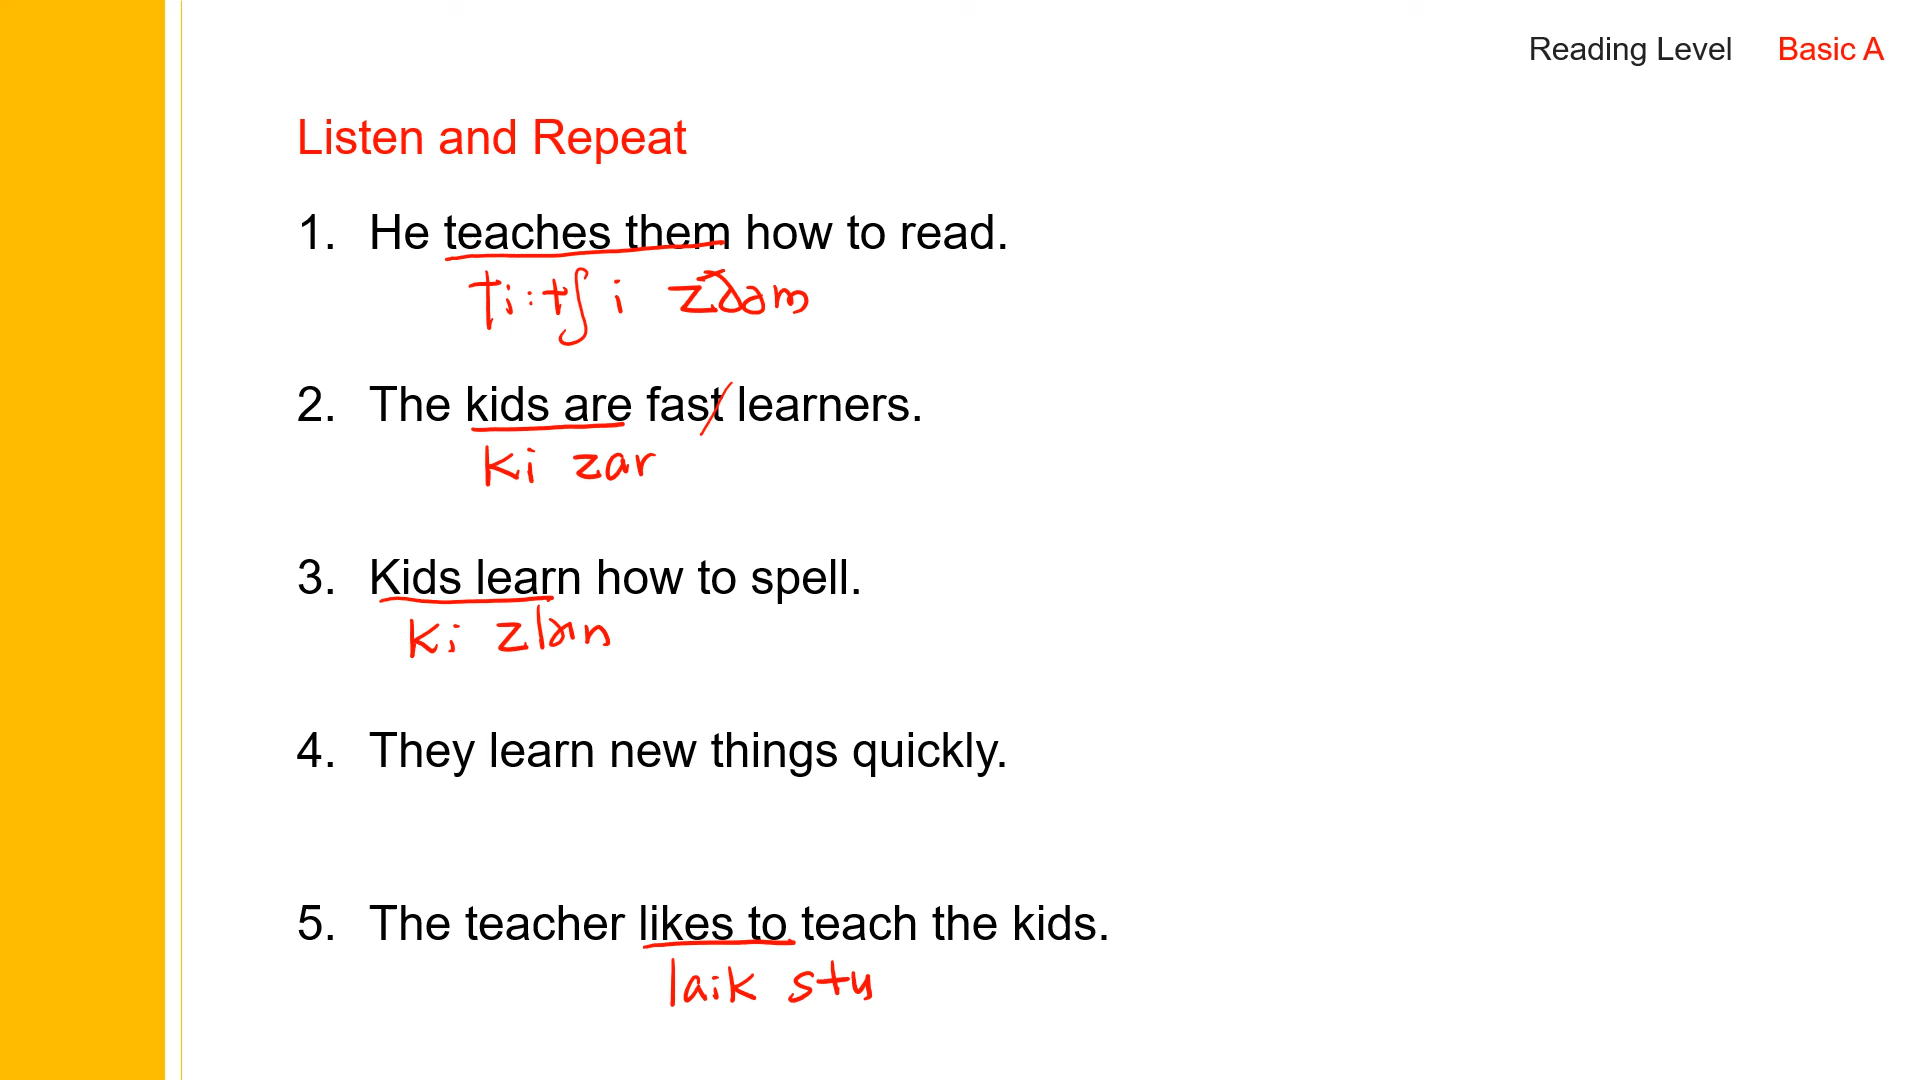 Reading Level Basic A
Listen and Repeat
1. He teaches them how to read.
ti:tʃi zðəm
2. The kids are fast learners.
ki zar
3. Kids learn how to spell.
ki
4. They learn new things quickly.
5. The teacher likes to teach the kids.
laik stu